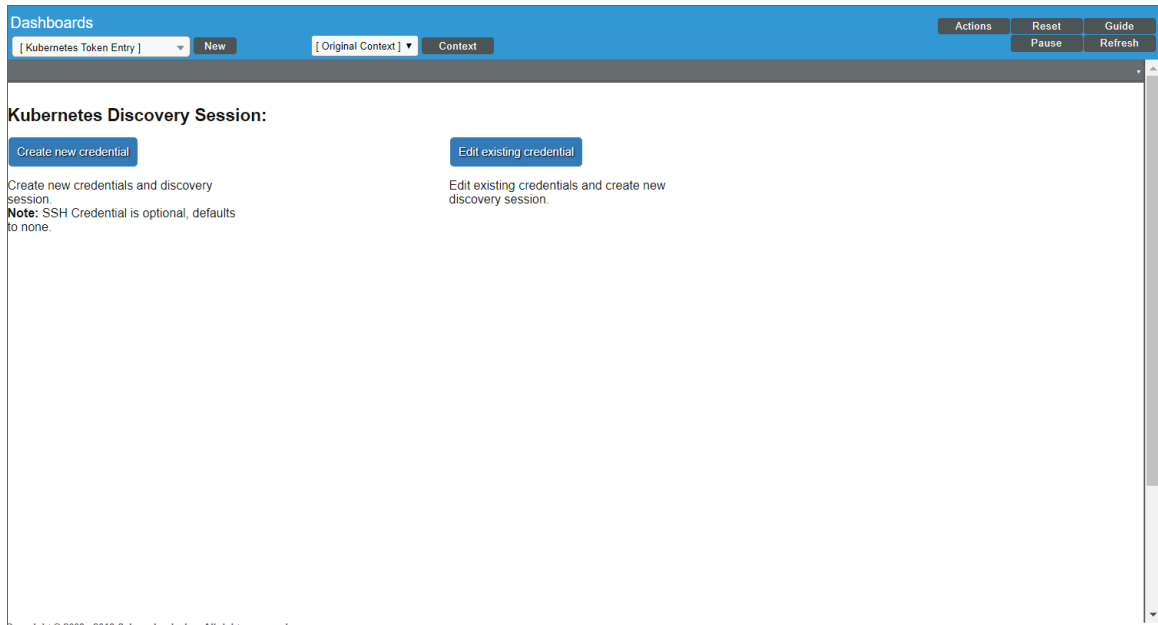 Dashboards
[ Kubernetes Token Entry ] New [ Original Context ] Context Actions Reset Guide
Pause Refresh
Kubernetes Discovery Session:
Create new credential
Create new credentials and discovery
session.
Note: SSH Credential is optional, defaults
to none.
Edit existing credential
Edit existing credentials and create new
discovery session.